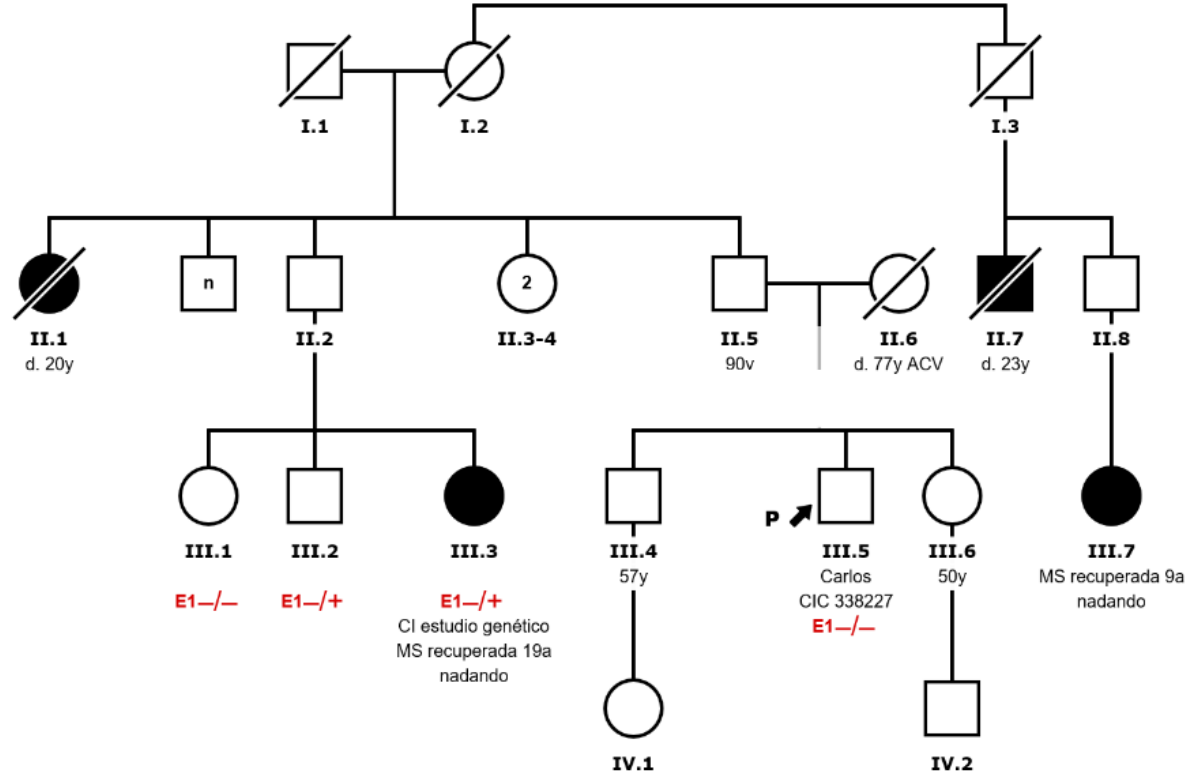 I.1
I.2
I.3
n
2
II.1
d. 20y
II.2
II.3-4
II.5
90y
II.6
d. 77y ACV
II.7
d. 23y
II.8
P
III.1
E1—/—
III.2
E1—/+
III.3
E1—/+
CI estudio genético
MS recuperada 19a
nadando
III.4
57y
III.5
Carlos
CIC 338227
E1—/—
III.6
50y
III.7
MS recuperada 9a
nadando
IV.1
IV.2